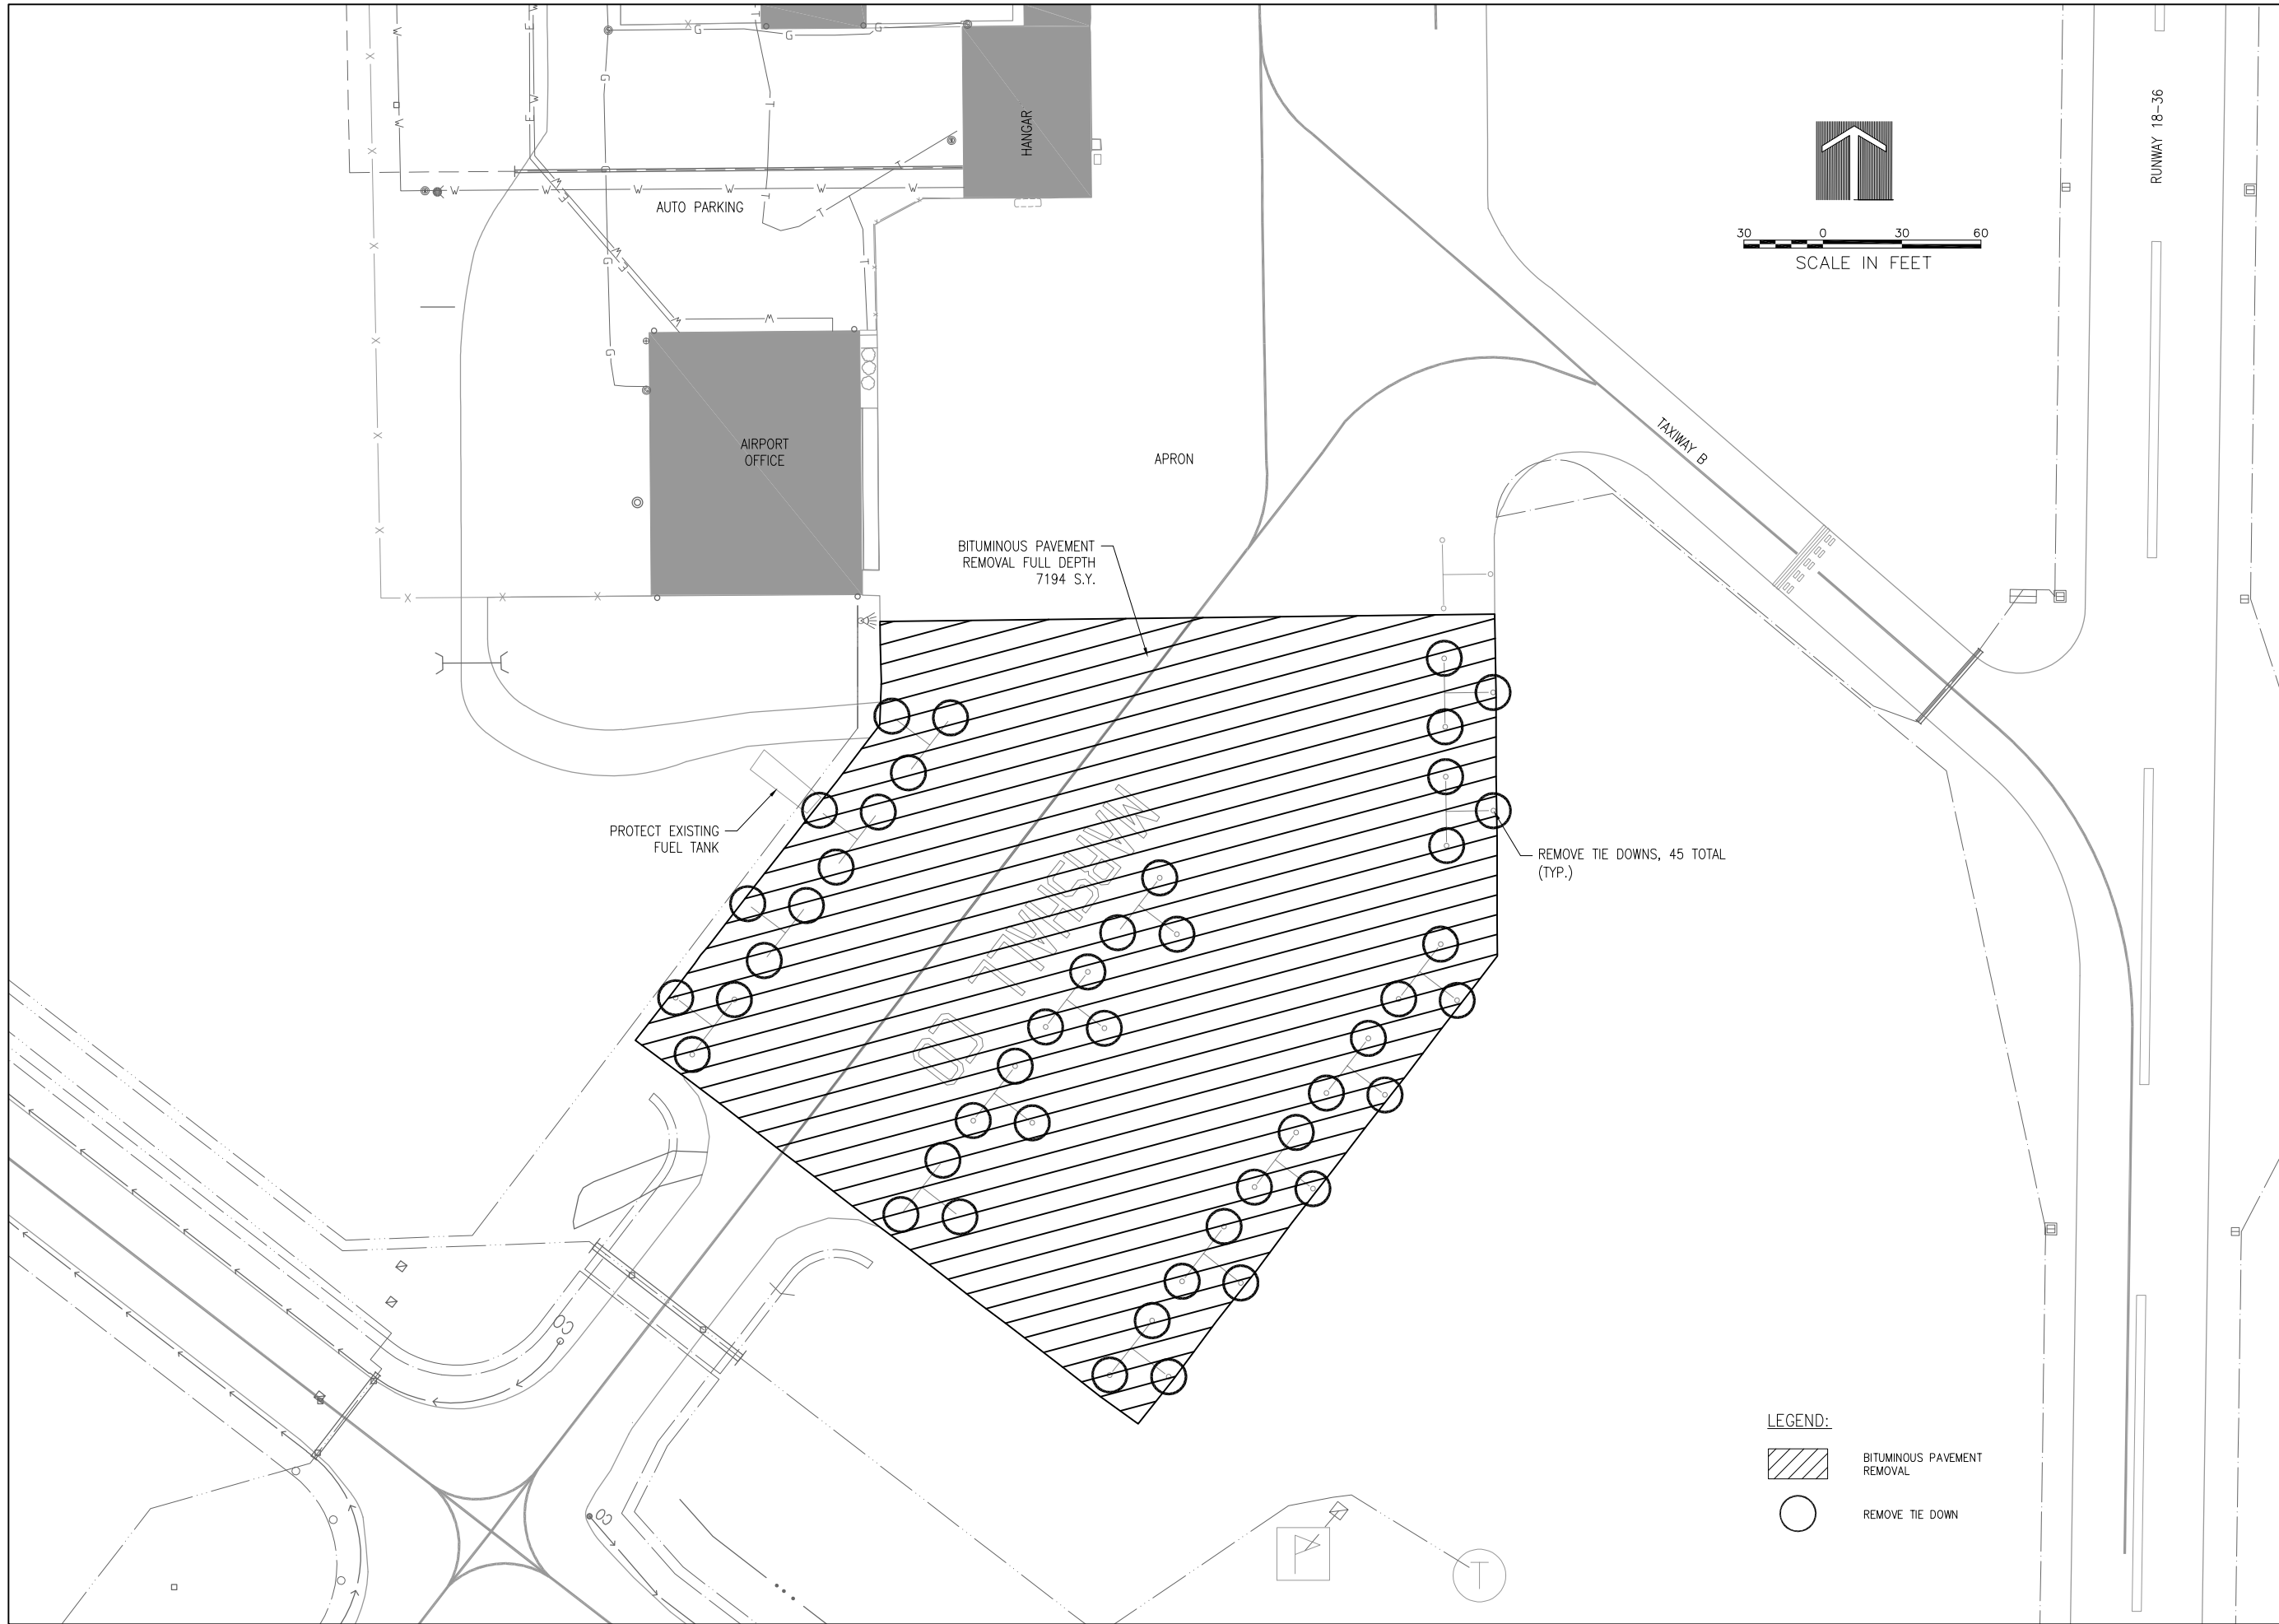 HANGAR
RUNWAY 18-36
AUTO PARKING
30 0 30 60
SCALE IN FEET
AIRPORT
OFFICE
APRON
TAXIWAY B
BITUMINOUS PAVEMENT
REMOVAL FULL DEPTH
7194 S.Y.
PROTECT EXISTING
FUEL TANK
REMOVE TIE DOWNS, 45 TOTAL
(TYP.)
CO
CO
T
LEGEND:
BITUMINOUS PAVEMENT
REMOVAL
REMOVE TIE DOWN